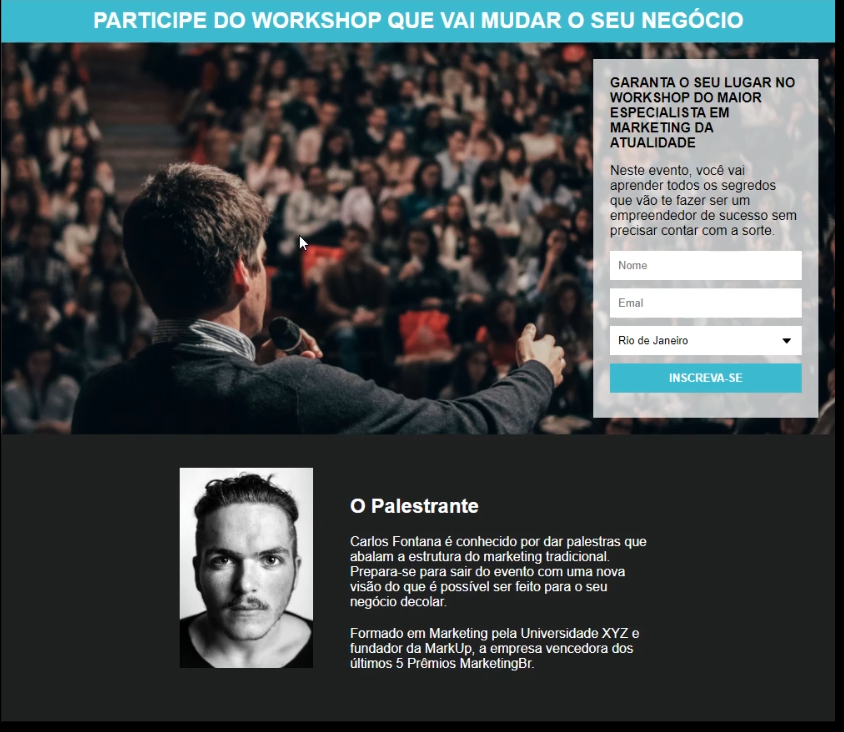 PARTICIPE DO WORKSHOP QUE VAI MUDAR O SEU NEGÓCIO
GARANTA O SEU LUGAR NO
WORKSHOP DO MAIOR
ESPECIALISTA EM
MARKETING DA
ATUALIDADE
Neste evento, você vai
aprender todos os segredos
que vão te fazer ser um
empreendedor de sucesso sem
precisar contar com a sorte.
Nome
Emal
Rio de Janeiro
INSCREVA-SE
O Palestrante
Carlos Fontana é conhecido por dar palestras que
abalam a estrutura do marketing tradicional.
Prepara-se para sair do evento com uma nova
visão do que é possível ser feito para o seu
negócio decolar.
Formado em Marketing pela Universidade XYZ e
fundador da MarkUp, a empresa vencedora dos
últimos 5 Prêmios MarketingBr.